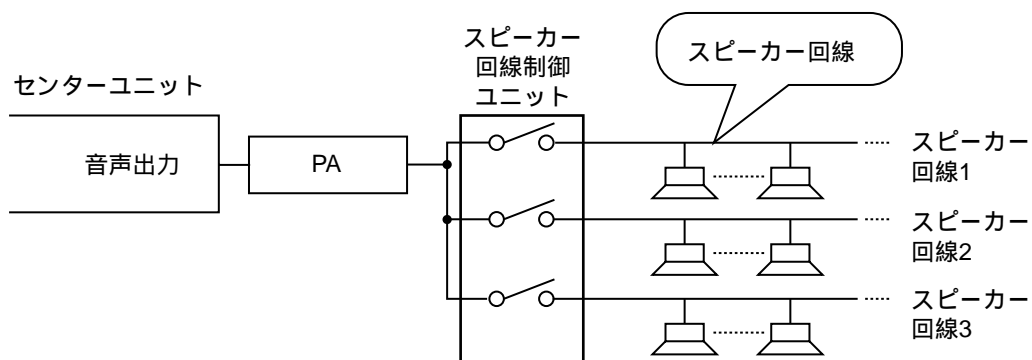 センターユニット
音声出力
PA
スピーカー
回線制御
ユニット
スピーカー回線
スピーカー
回線1
スピーカー
回線2
スピーカー
回線3